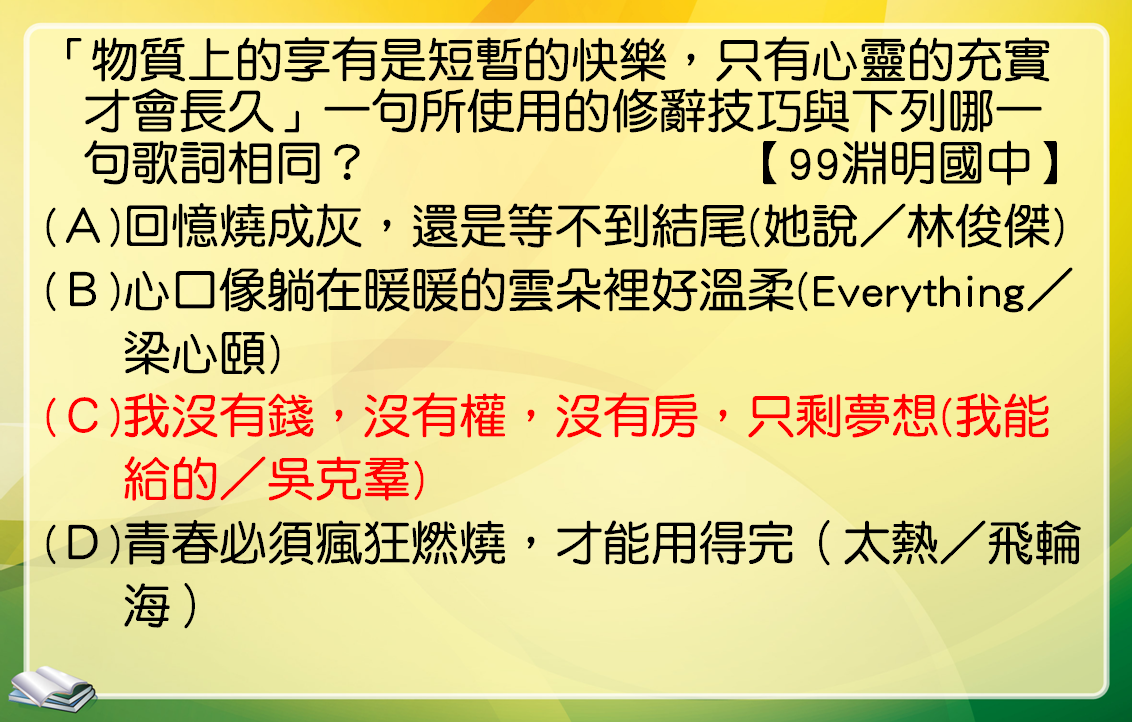 「物質上的享有是短暫的快樂，只有心靈的充實
才會長久」一句所使用的修辭技巧與下列哪一
句歌詞相同？【99淵明國中】
(Ａ)回憶燒成灰，還是等不到結尾(她說／林俊傑)
(Ｂ)心口像躺在暖暖的雲朵裡好溫柔(Everything／
梁心頤)
(Ｃ)我沒有錢，沒有權，沒有房，只剩夢想(我能
給的／吳克羣)
(Ｄ)青春必須瘋狂燃燒，才能用得完（太熱／飛輪
海）